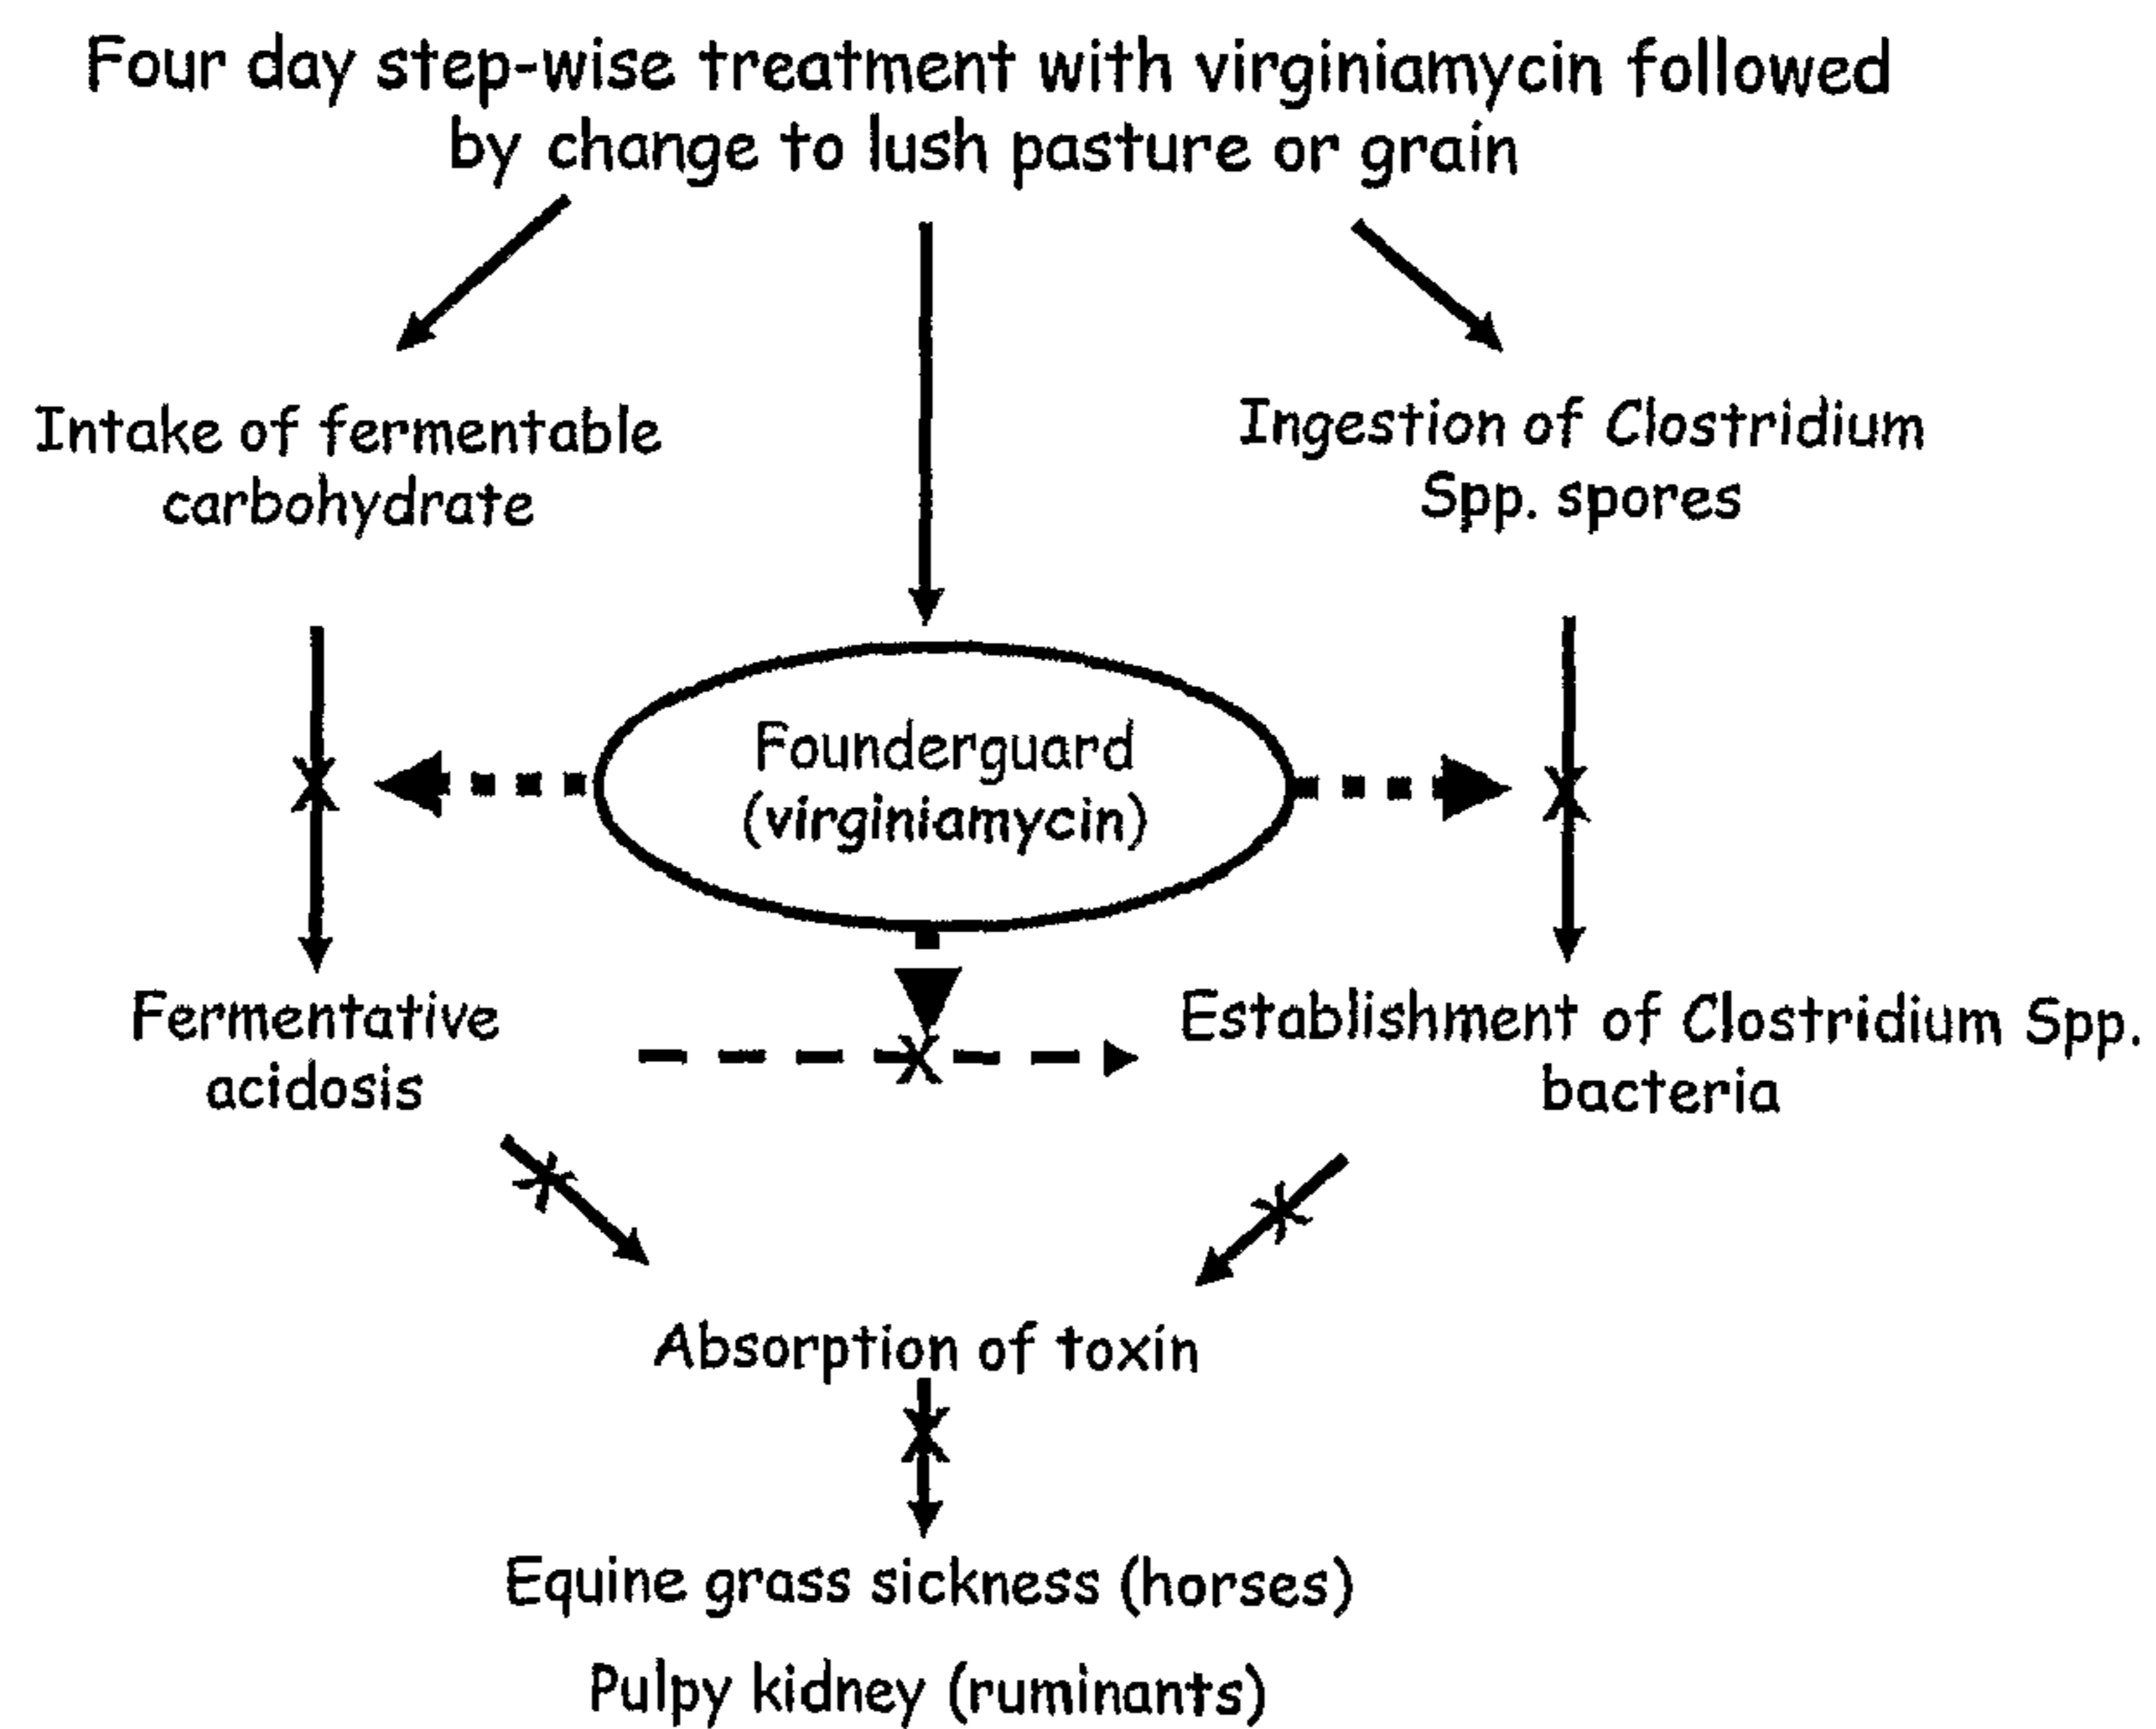 Four day step-wise treatment with virginiamycin followed
by change to lush pasture or grain
Intake of fermentable
carbohydrate
Ingestion of Clostridium
Spp. spores
Founderguard
(virginiamycin)
X
X
Fermentative
acidosis
X
Establishment of Clostridium Spp.
bacteria
X
X
Absorption of toxin
X
Equine grass sickness (horses)
Pulpy kidney (ruminants)